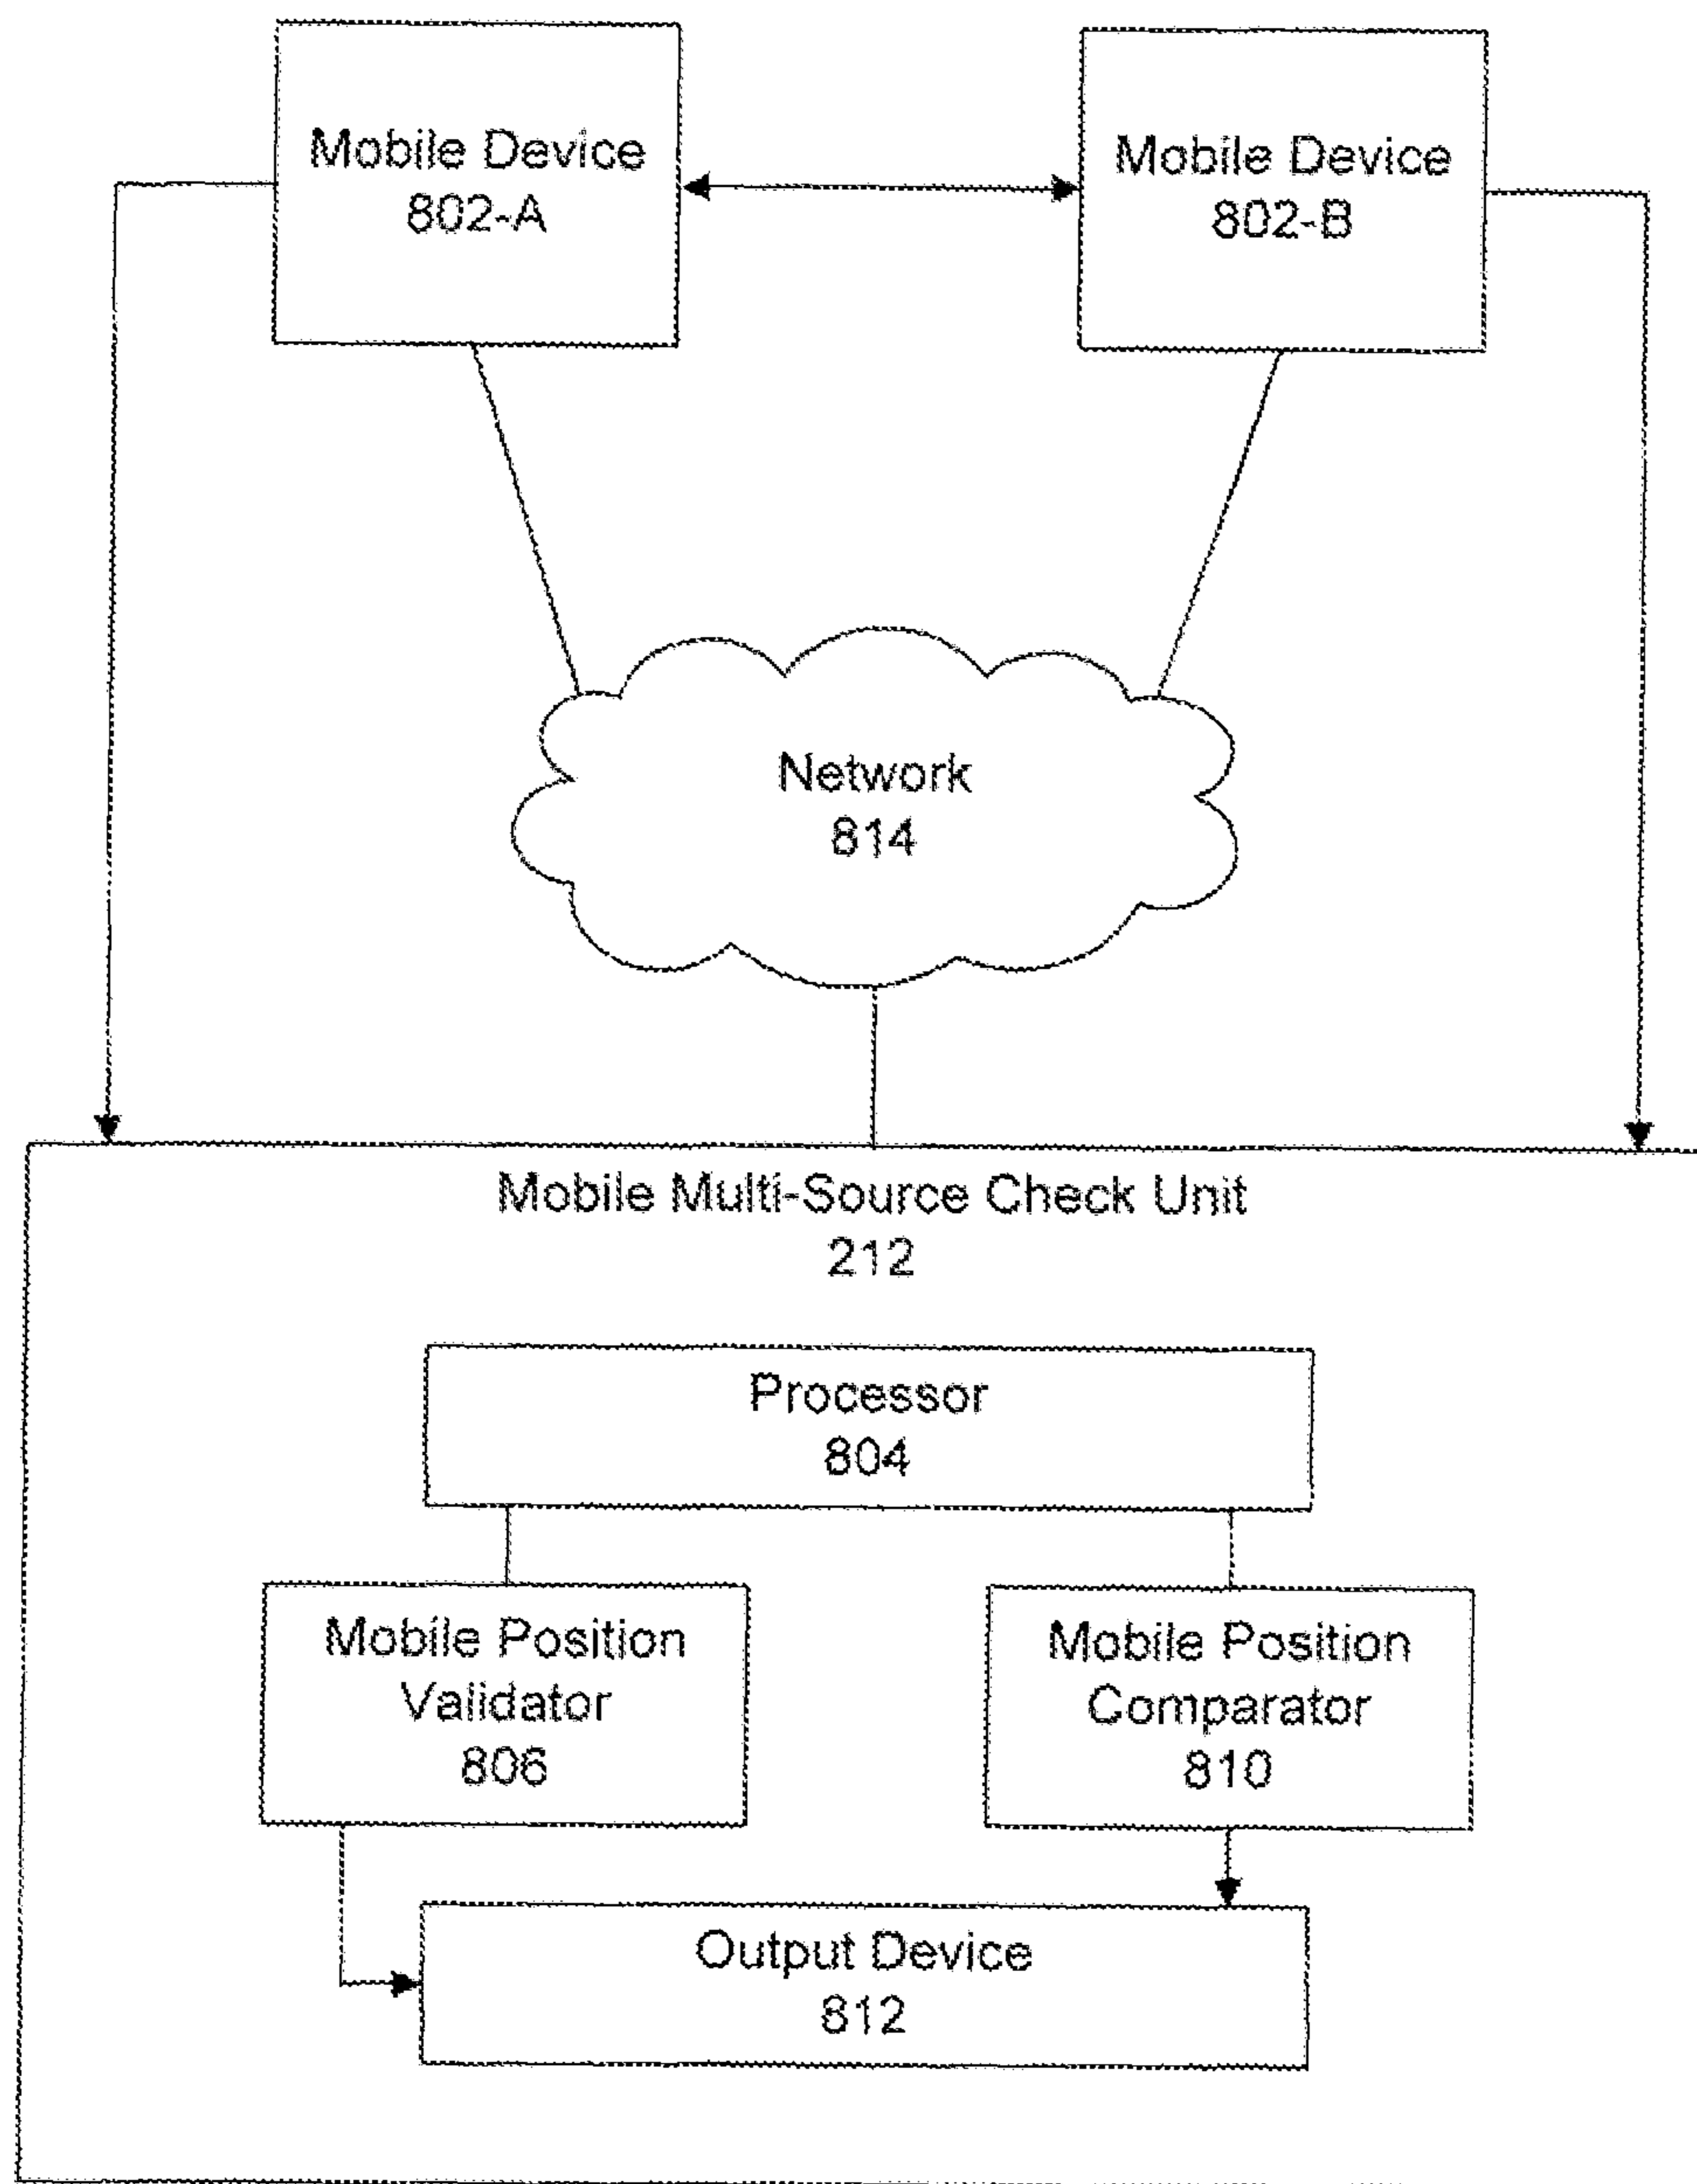 Mobile Device
802-A
Mobile Device
802-B
Network
814
Mobile Multi-Source Check Unit
212
Processor
804
Mobile Position
Validator
806
Mobile Position
Comparator
810
Output Device
812